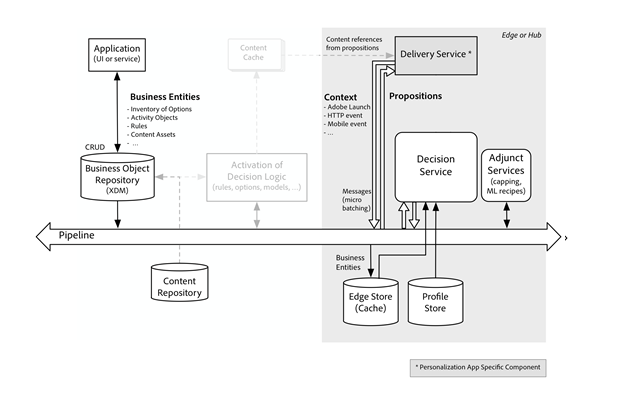 Application
(UI or service)
Business Entities
- Inventory of Options
- Activity Objects
- Rules
- Content Assets
- ...
CRUD
Business Object
Repository
(XDM)
Content
Cache
Content references
from propositions
Edge or Hub
Delivery Service *
Context
- Adobe Launch
- HTTP event
- Mobile event
- ...
Propositions
Activation of
Decision Logic
(rules, options, models, ...)
Decision
Service
Adjunct
Services
(capping,
ML recipes)
Messages
(micro
batching)
Pipeline
Business
Entities
Content
Repository
Edge Store
(Cache)
Profile
Store
* Personalization App Specific Component